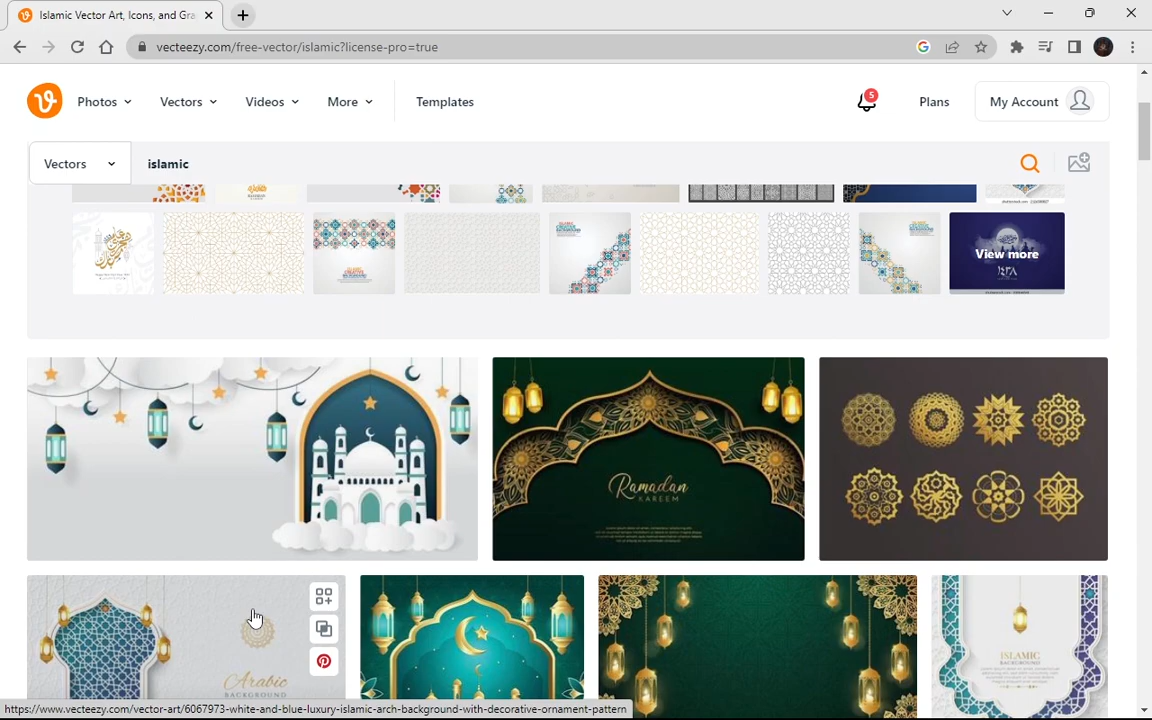 Islamic Vector Art, Icons, and Gra
vecteezy.com/free-vector/islamic?license-pro=true
Photos
Vectors
Videos
More
Templates
5
Plans
My Account
Vectors
islamic
View more
Ramadan
KAREEM
Arabic
BACKGROUND
ISLAMIC
BACKGROUND
https://www.vecteezy.com/vector-art/6067973-white-and-blue-luxury-islamic-arch-background-with-decorative-ornament-pattern